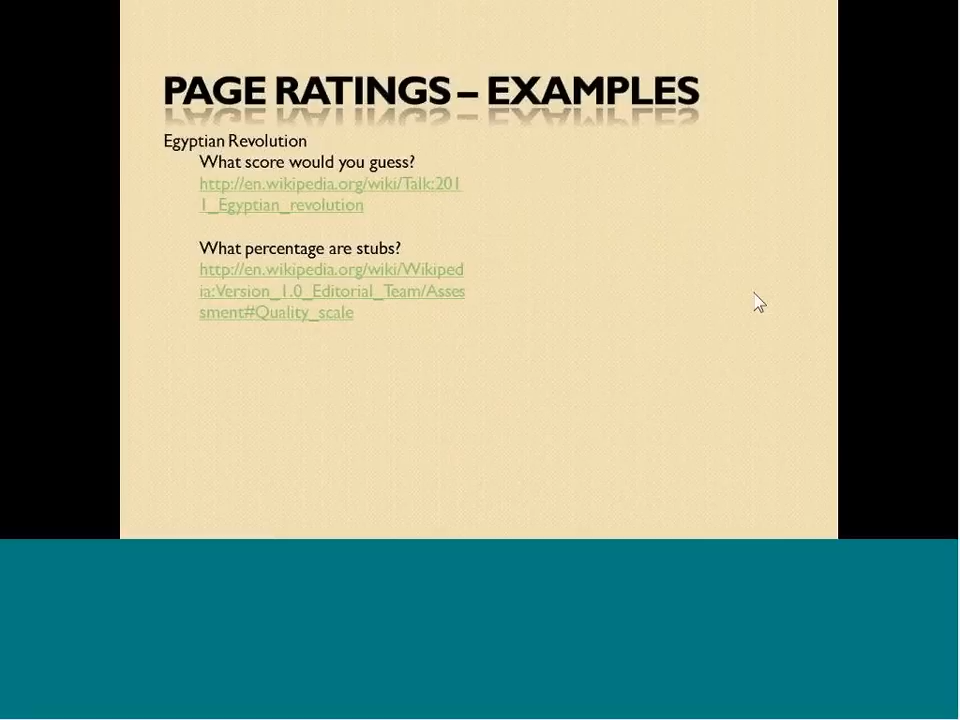 PAGE RATINGS – EXAMPLES
Egyptian Revolution
What score would you guess?
http://en.wikipedia.org/wiki/Talk:201
1_Egyptian_revolution
What percentage are stubs?
http://en.wikipedia.org/wiki/Wikiped
ia:Version_1.0_Editorial_Team/Asses
sment#Quality_scale